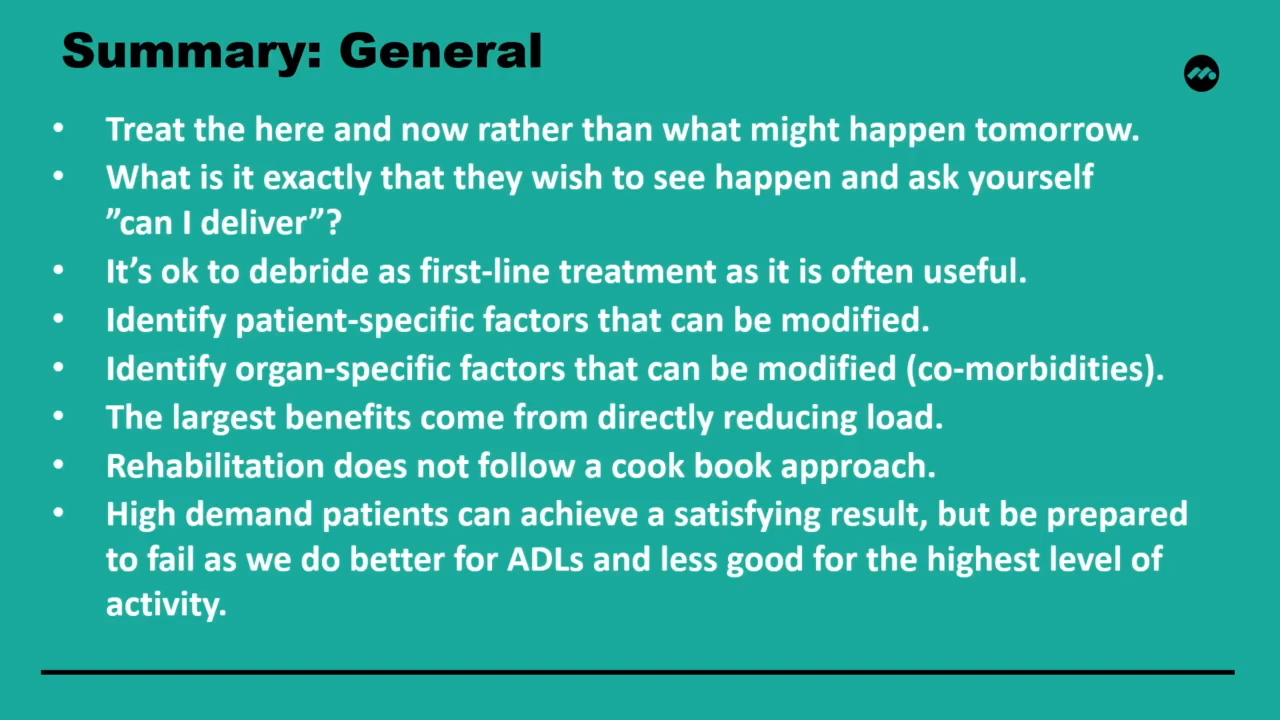 Summary: General
• Treat the here and now rather than what might happen tomorrow.
• What is it exactly that they wish to see happen and ask yourself
”can I deliver”?
• It’s ok to debride as first-line treatment as it is often useful.
• Identify patient-specific factors that can be modified.
• Identify organ-specific factors that can be modified (co-morbidities).
• The largest benefits come from directly reducing load.
• Rehabilitation does not follow a cook book approach.
• High demand patients can achieve a satisfying result, but be prepared
to fail as we do better for ADLs and less good for the highest level of
activity.